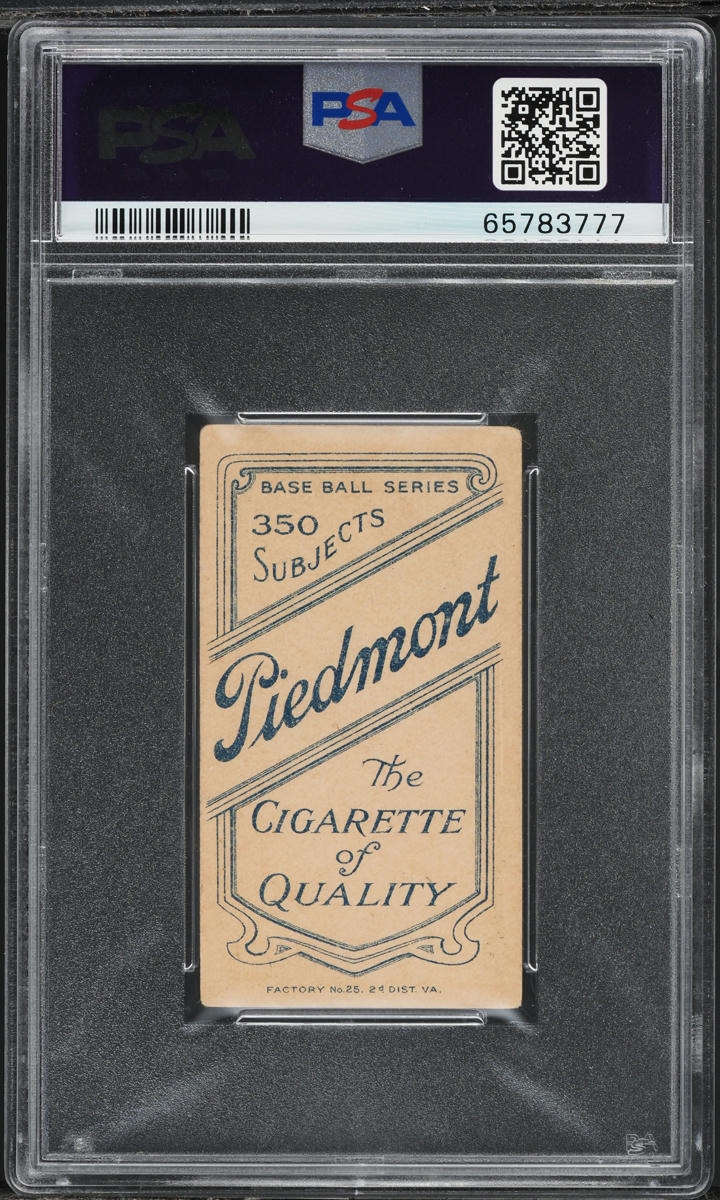 PSA
PSA
65783777
BASE BALL SERIES
350
SUBJECTS
Piedmont
The
CIGARETTE
of
QUALITY
FACTORY No. 25. 2d DIST. VA.
PSA